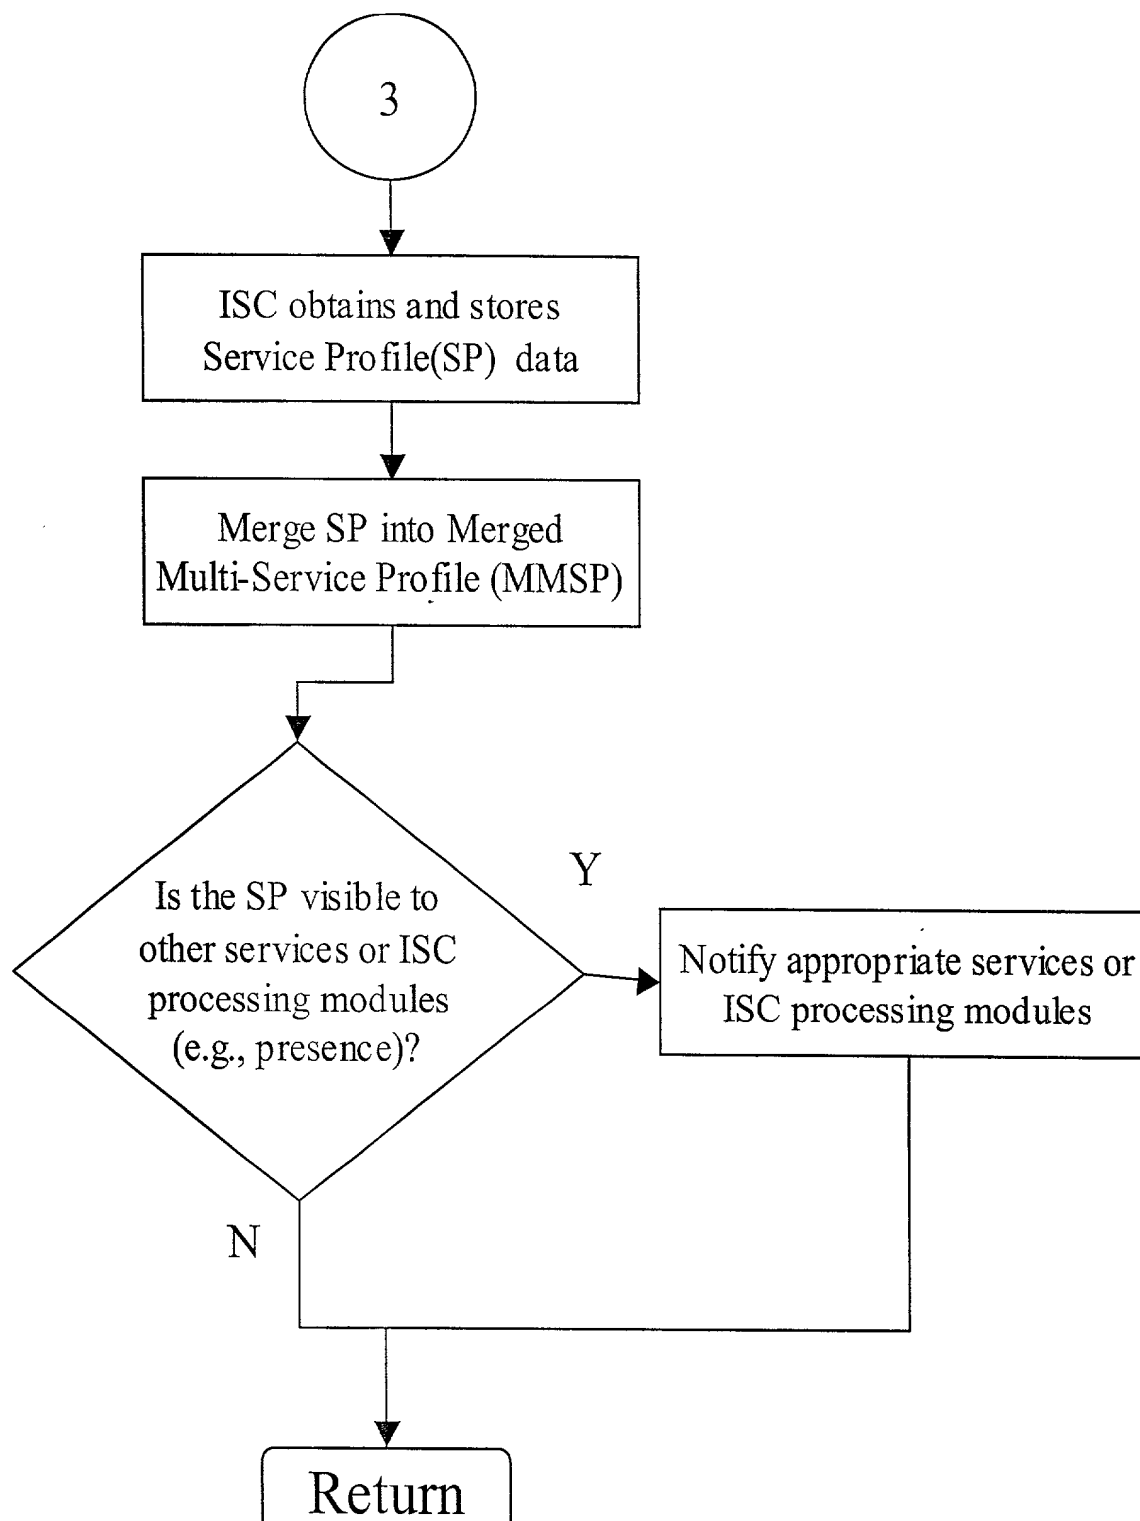 3
ISC obtains and stores
Service Profile(SP) data
Merge SP into Merged
Multi-Service Profile (MMSP)
Is the SP visible to
other services or ISC
processing modules
(e.g., presence)?
Y
Notify appropriate services or
ISC processing modules
N
Return